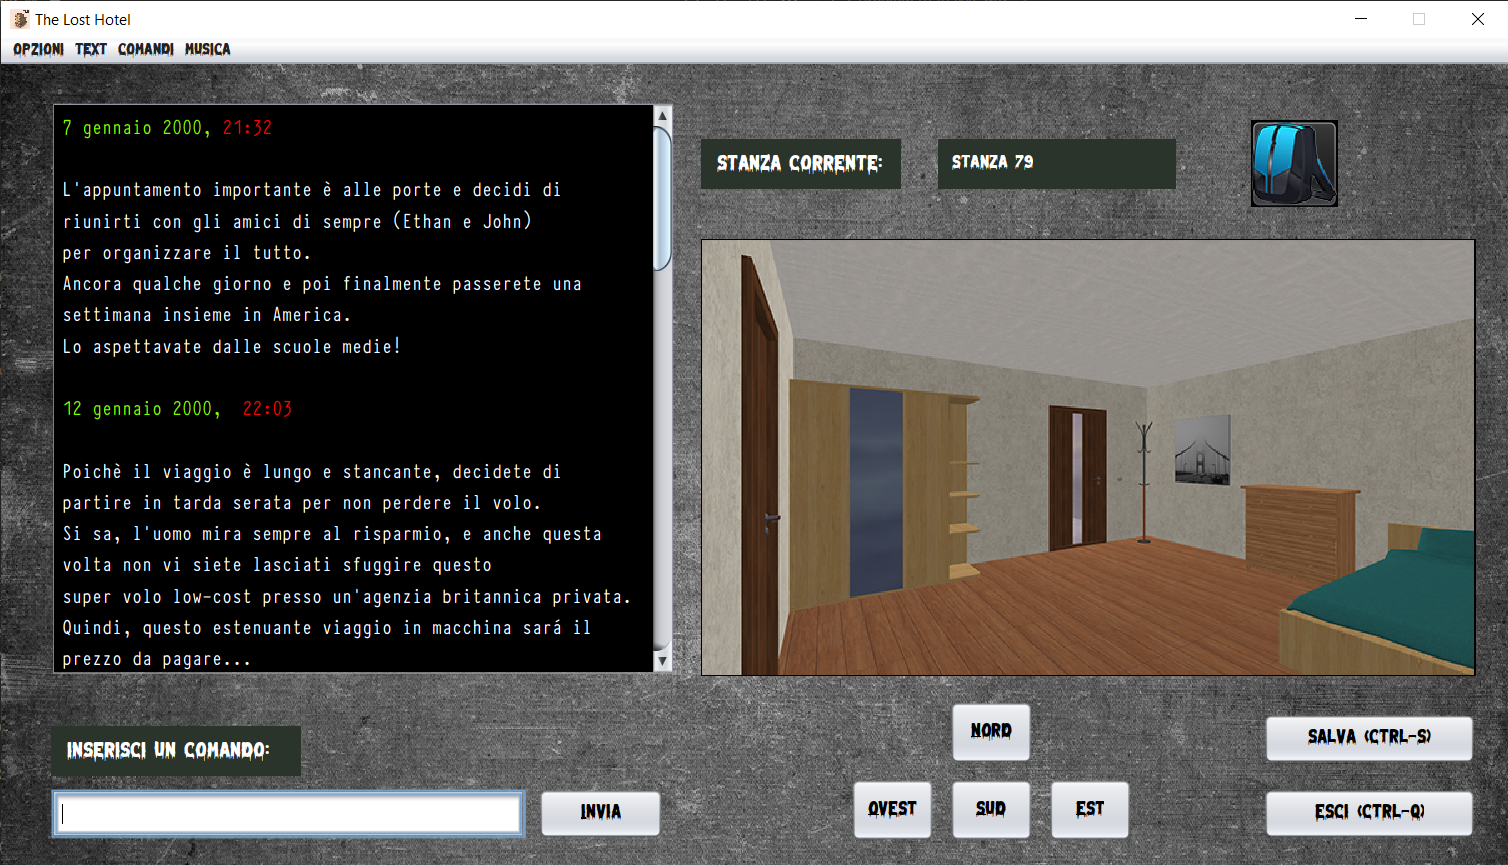 The Lost Hotel
OPZIONI TEXT COMANDI MUSICA
7 gennaio 2000, 21:32
L'appuntamento importante è alle porte e decidi di
riunirti con gli amici di sempre (Ethan e John)
per organizzare il tutto.
Ancora qualche giorno e poi finalmente passerete una
settimana insieme in America.
Lo aspettavate dalle scuole medie!
12 gennaio 2000, 22:03
Poichè il viaggio è lungo e stancante, decidete di
partire in tarda serata per non perdere il volo.
Si sa, l'uomo mira sempre al risparmio, e anche questa
volta non vi siete lasciati sfuggire questo
super volo low-cost presso un'agenzia britannica privata.
Quindi, questo estenuante viaggio in macchina sará il
prezzo da pagare...
STANZA CORRENTE:
STANZA 79
INSERISCI UN COMANDO:
INVIA
NORD
OVEST
SUD
EST
SALVA (CTRL-S)
ESCI (CTRL-Q)